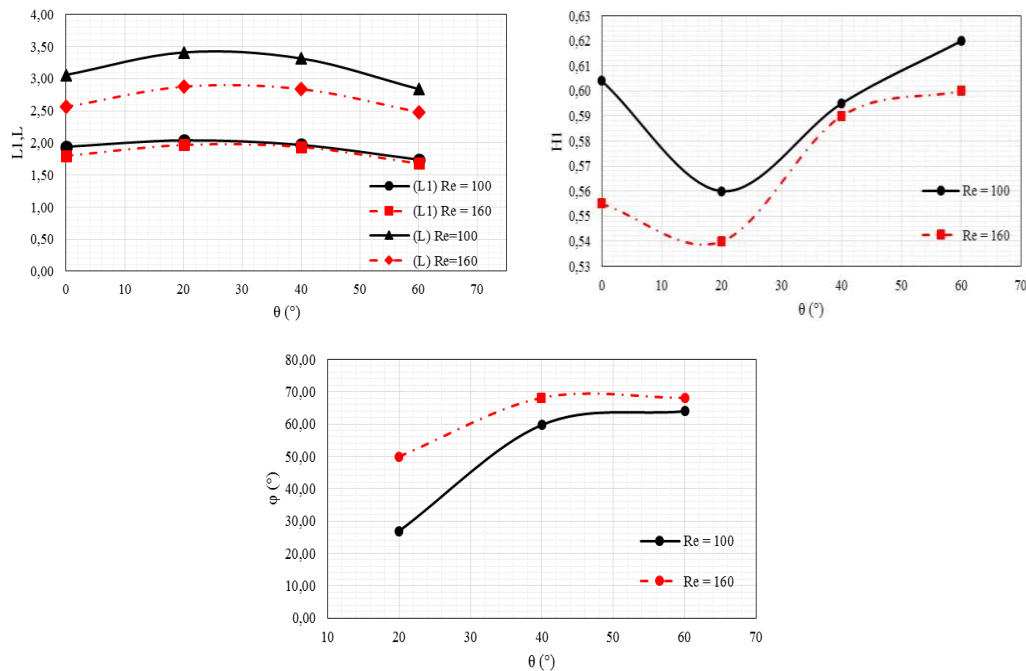 4,00
3,50
3,00
2,50
2,00
1,50
1,00
0,50
0,00
L1,L
0 10 20 30 40 50 60 70
θ (°)
(L1) Re = 100
(L1) Re = 160
(L) Re=100
(L) Re=160
0,63
0,62
0,61
0,60
0,59
0,58
0,57
0,56
0,55
0,54
0,53
H1
0 10 20 30 40 50 60 70
θ (°)
Re = 100
Re = 160
80,00
70,00
60,00
50,00
40,00
30,00
20,00
10,00
0,00
φ (°)
10 20 30 40 50 60 70
θ (°)
Re = 100
Re = 160